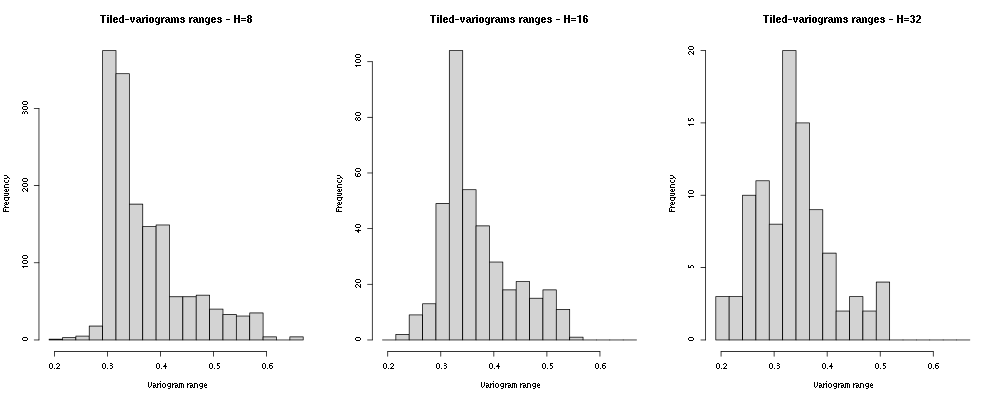 Tiled-variograms ranges - H=8
Frequency
300
200
100
0
0.2 0.3 0.4 0.5 0.6
Variogram range
Tiled-variograms ranges - H=16
Frequency
100
80
60
40
20
0
0.2 0.3 0.4 0.5 0.6
Variogram range
Tiled-variograms ranges - H=32
Frequency
20
15
10
5
0
0.2 0.3 0.4 0.5 0.6
Variogram range